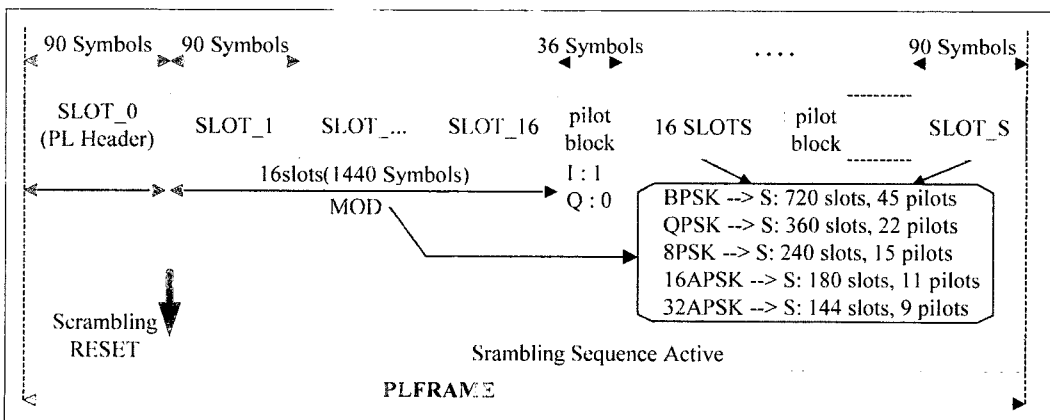 90 Symbols 90 Symbols 36 Symbols .... 90 Symbols
SLOT_0
(PL Header)
SLOT_1 SLOT_... SLOT_16
pilot
block
I : 1
Q : 0
16 SLOTS
pilot
block
SLOT_S
16slots(1440 Symbols)
MOD
BPSK --> S: 720 slots, 45 pilots
QPSK --> S: 360 slots, 22 pilots
8PSK --> S: 240 slots, 15 pilots
16APSK --> S: 180 slots, 11 pilots
32APSK --> S: 144 slots, 9 pilots
Scrambling
RESET
Srambling Sequence Active
PLFRAME